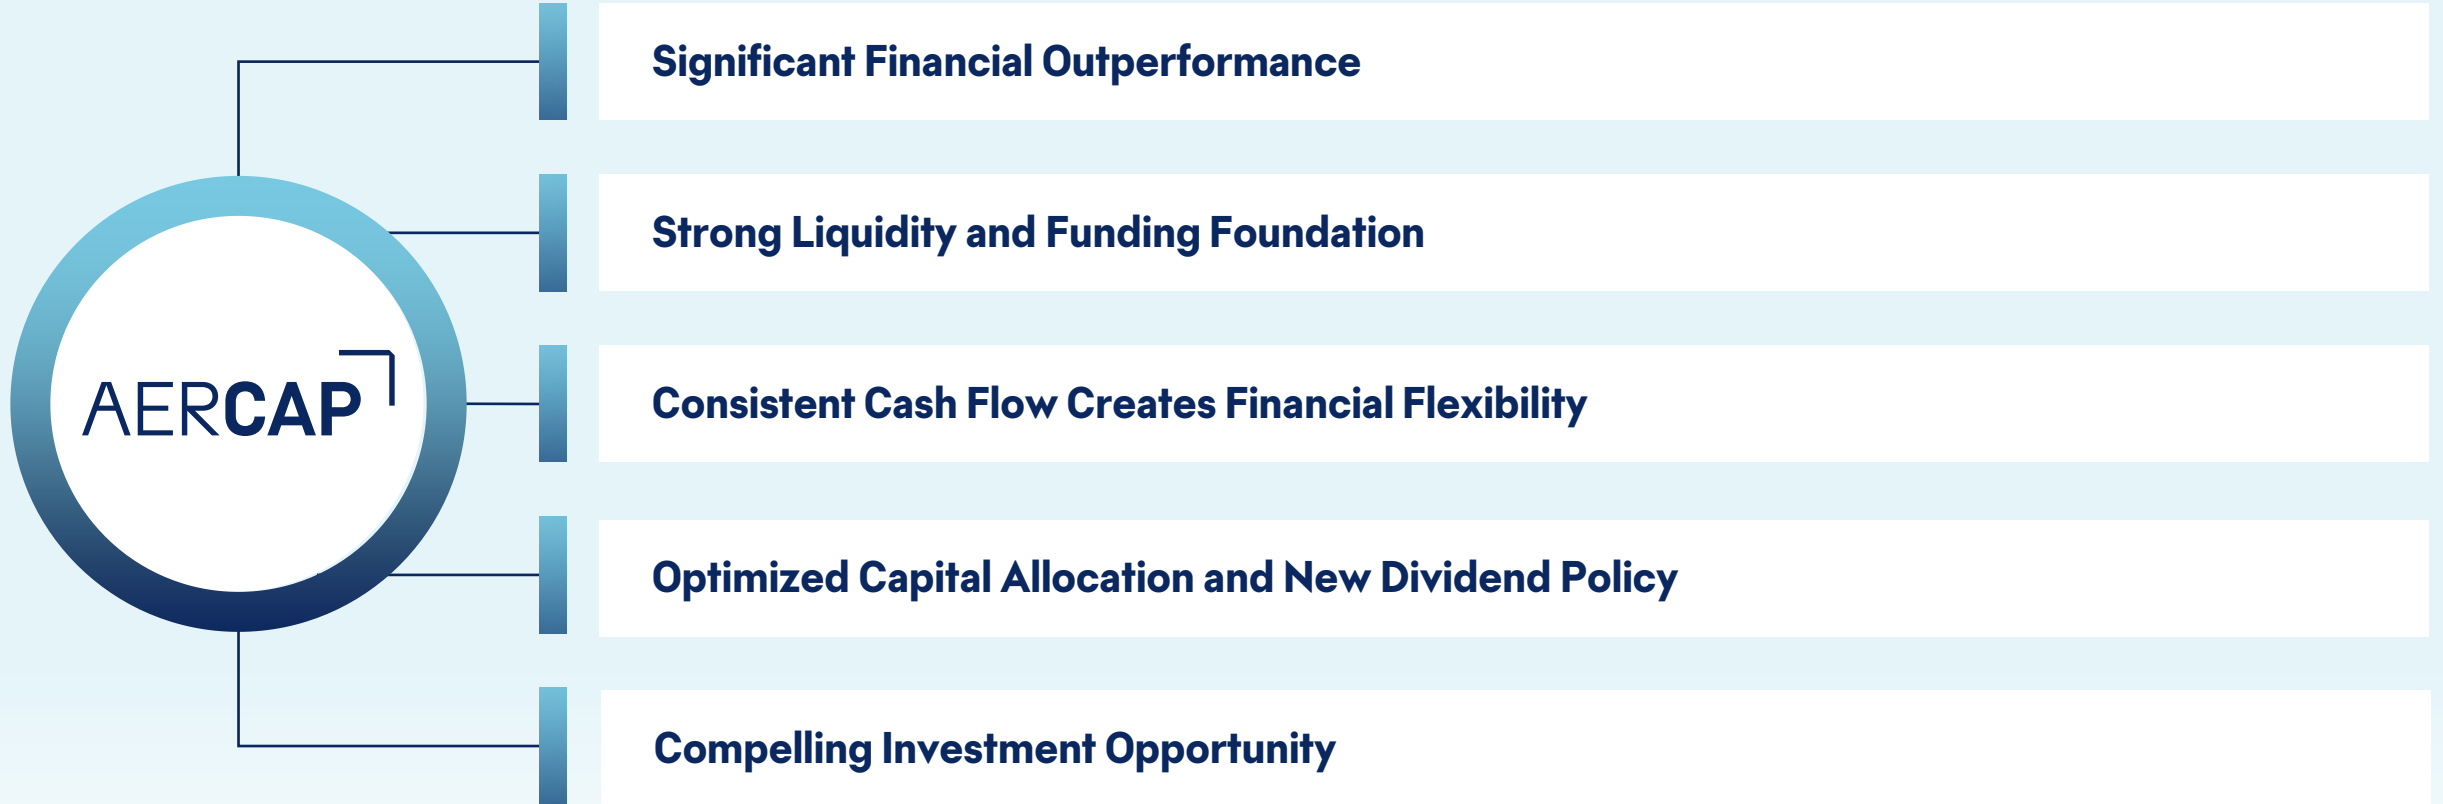 Significant Financial Outperformance
Strong Liquidity and Funding Foundation
AERCAP
Consistent Cash Flow Creates Financial Flexibility
Optimized Capital Allocation and New Dividend Policy
Compelling Investment Opportunity